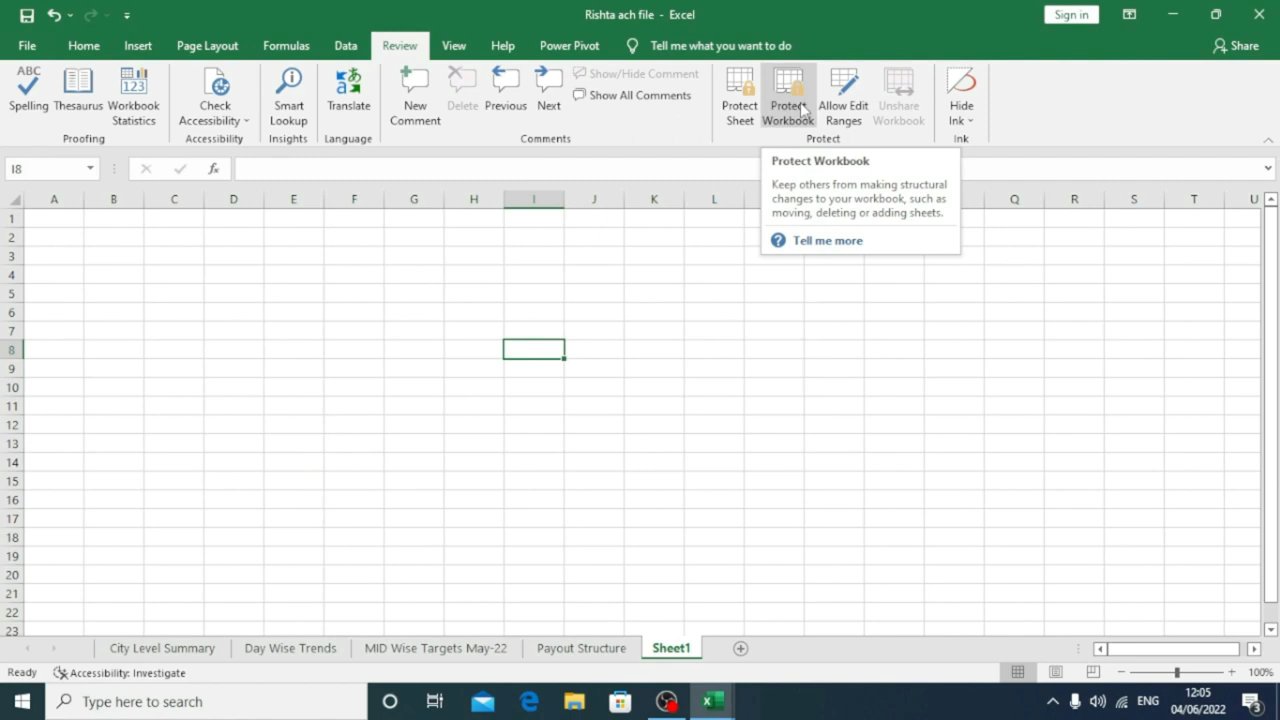 Rishta ach file - Excel
Sign in
File Home Insert Page Layout Formulas Data Review View Help Power Pivot Tell me what you want to do Share
ABC
Spelling
Thesaurus
123
Workbook
Statistics
Proofing
Check
Accessibility
Accessibility
Smart
Lookup
Insights
Translate
Language
New
Comment
Delete
Previous
Next
Show/Hide Comment
Show All Comments
Comments
Protect
Sheet
Protect
Workbook
Allow Edit
Ranges
Unshare
Workbook
Protect
Hide
Ink
Ink
I8
fx
Protect Workbook
Keep others from making structural
changes to your workbook, such as
moving, deleting or adding sheets.
? Tell me more
A B C D E F G H I J K L Q R S T U
1
2
3
4
5
6
7
8
9
10
11
12
13
14
15
16
17
18
19
20
21
22
23
City Level Summary Day Wise Trends MID Wise Targets May-22 Payout Structure Sheet1
Ready Accessibility: Investigate 100%
Type here to search
ENG
12:05
04/06/2022
3